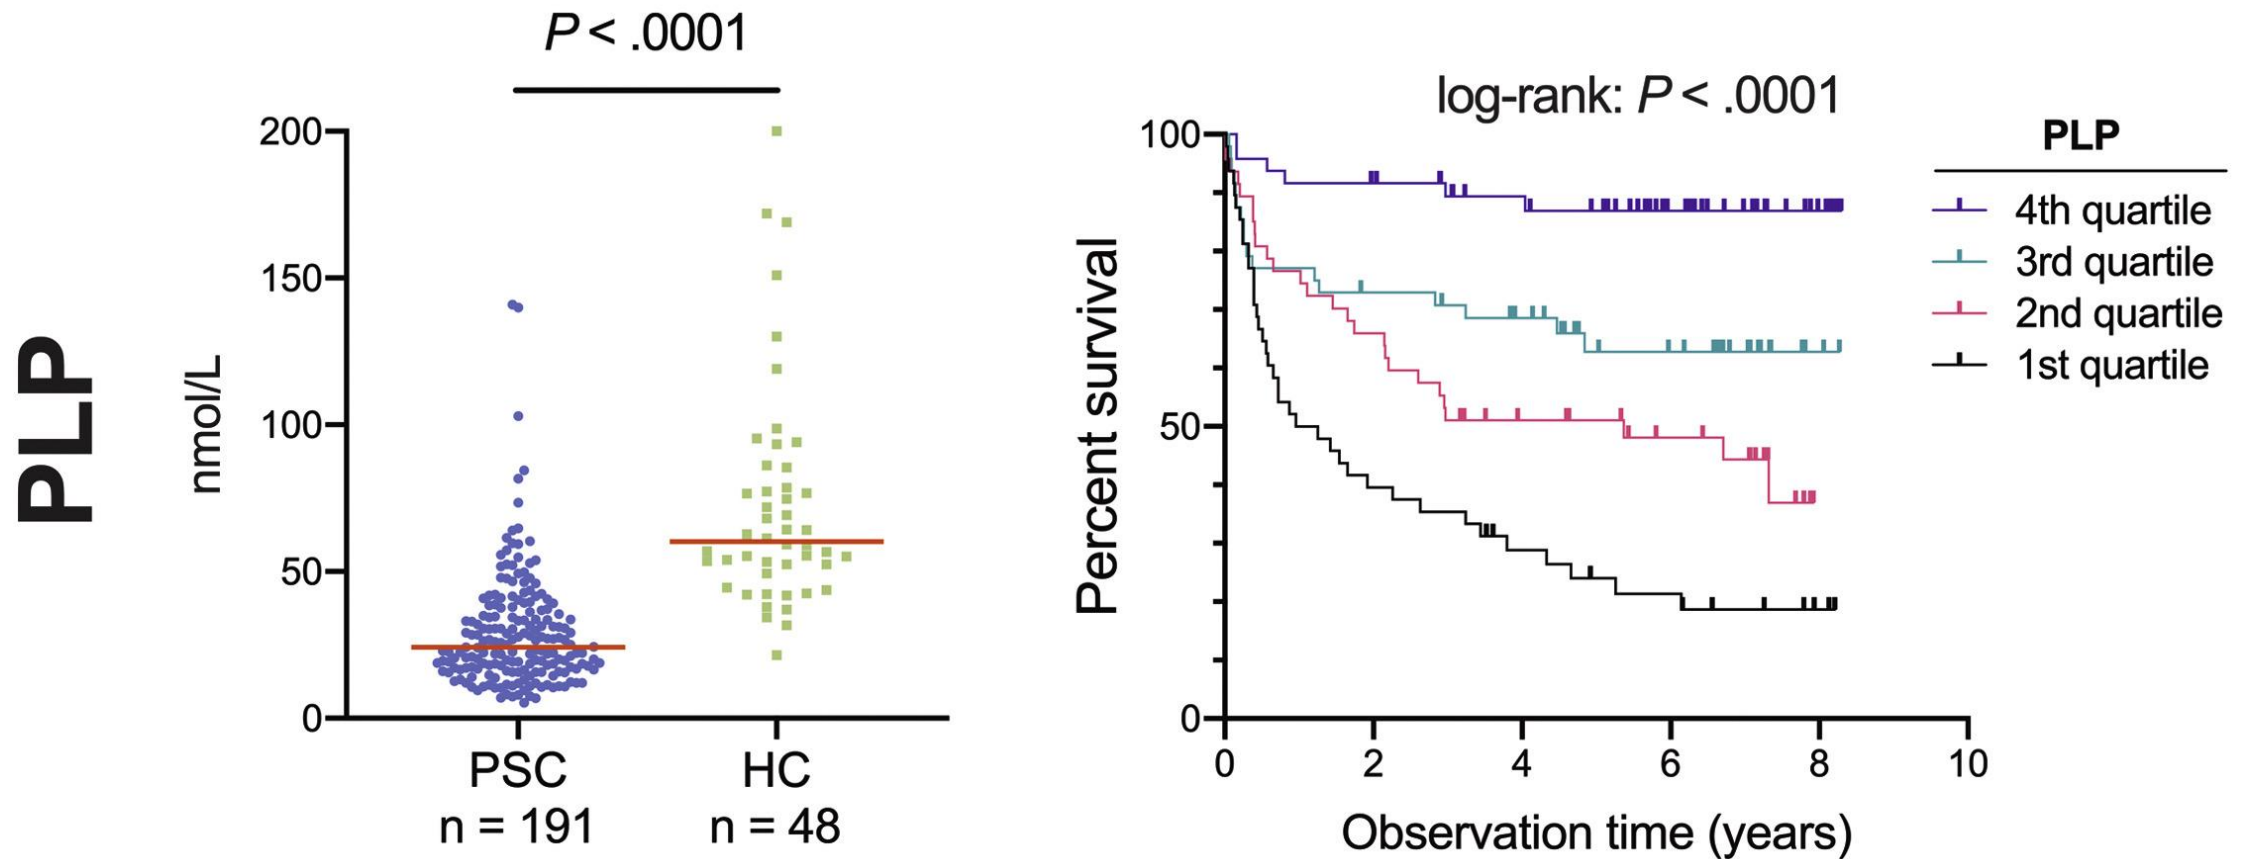 PLP
P < .0001
nmol/L
200
150
100
50
0
PSC
HC
n = 191
n = 48
log-rank: P < .0001
Percent survival
100
50
0
0 2 4 6 8 10
Observation time (years)
PLP
4th quartile
3rd quartile
2nd quartile
1st quartile